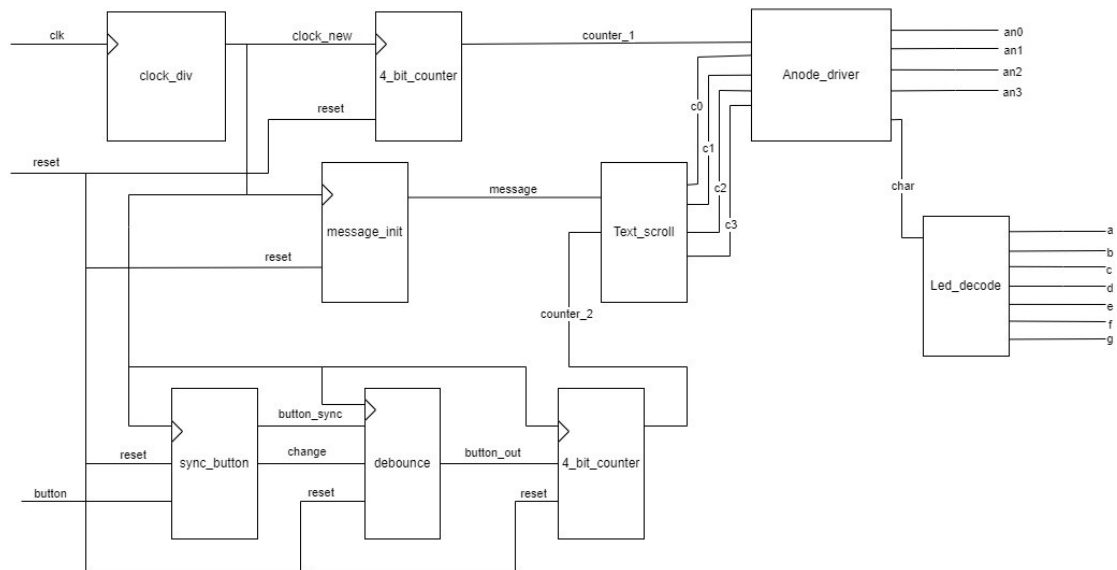 clk
clock_div
clock_new
4_bit_counter
reset
counter_1
Anode_driver
an0
an1
an2
an3
reset
c0
c1
c2
c3
char
message_init
reset
message
Text_scroll
counter_2
Led_decode
a
b
c
d
e
f
g
reset
button
sync_button
button_sync
change
reset
debounce
button_out
reset
4_bit_counter